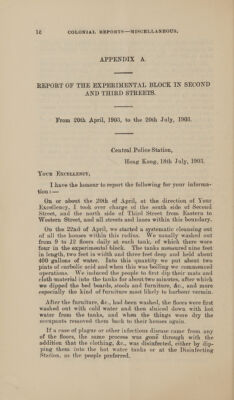 12 COLONIAL REPORTS—MISCELLANEOUS.
APPENDIX A.
REPORT OF THE EXPERIMENTAL BLOCK IN SECOND
AND THIRD STREETS.
From 20th April, 1903, to the 20th July, 1903.
Central Police Station,
Hong Kong, 18th July, 1903.
YOUR EXCELLENCY,
I have the honour to report the following for your informa-
tion:—
On or about the 20th of April, at the direction of Your
Excellency, I took over charge of the south side of Second
Street, and the north side of Third Street from Eastern to
Western Street, and all streets and lanes within this boundary.
On the 22nd of April, we started a systematic cleansing out
of all the houses within this radius. We usually washed out
from 9 to 12 floors daily at each tank, of which there were
four in the experimental block. The tanks measured nine feet
in length, two feet in width and three feet deep and held about
400 gallons of water. Into this quantity we put about two
pints of carbolic acid and when this was boiling we commenced
operations. We induced the people to first dip their mats and
cloth material into the tanks for about two minutes, after which
we dipped the bed boards, stools and furniture, &c., and more
especially the kind of furniture most likely to harbour vermin.
After the furniture, &c., had been washed, the floors were first
washed out with cold water and then sluiced down with hot
water from the tanks, and when the things were dry the
occupants removed them back to their houses again.
If a case of plague or other infectious disease came from any
of the floors, the same process was gone through with the
addition that the clothing, &c., was disinfected, either by dip-
ping them into the hot water tanks or at the Disinfecting
Station, as the people preferred.